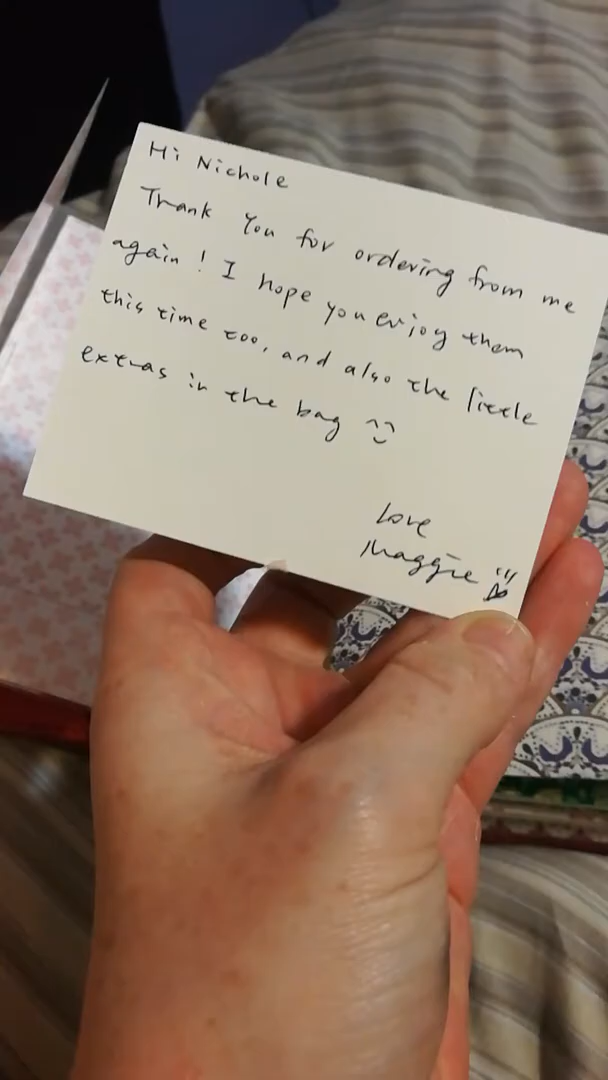 Hi Nichole
Thank You for ordering from me
again! I hope you enjoy them
this time too, and also the little
extras in the bag ^_^
Love
Maggie